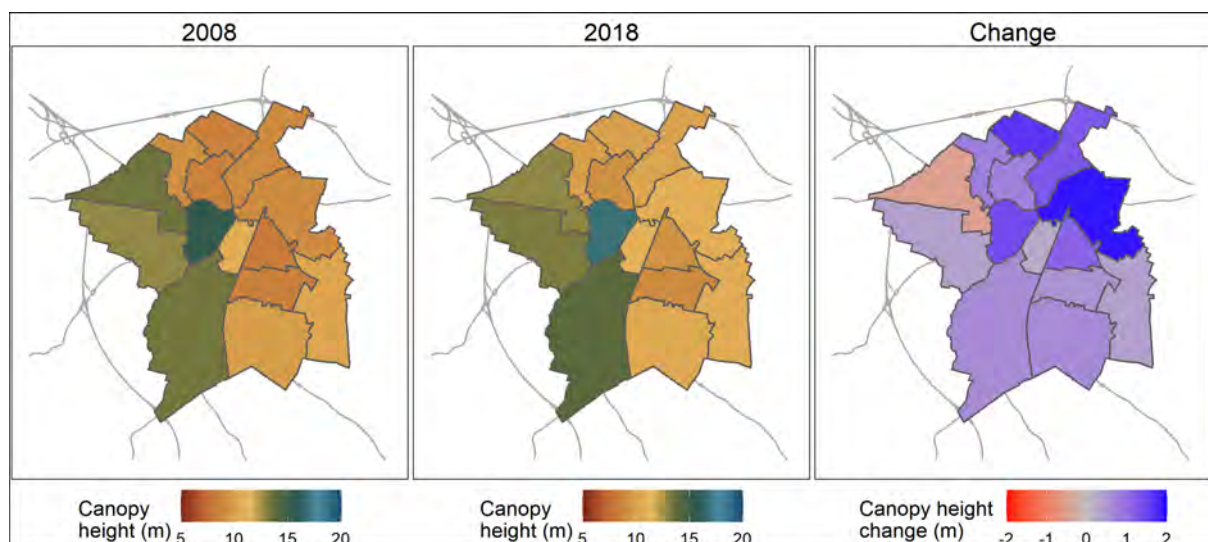 2008
2018
Change
Canopy
height (m)
5 10 15 20
Canopy
height (m)
5 10 15 20
Canopy height
change (m)
-2 -1 0 1 2